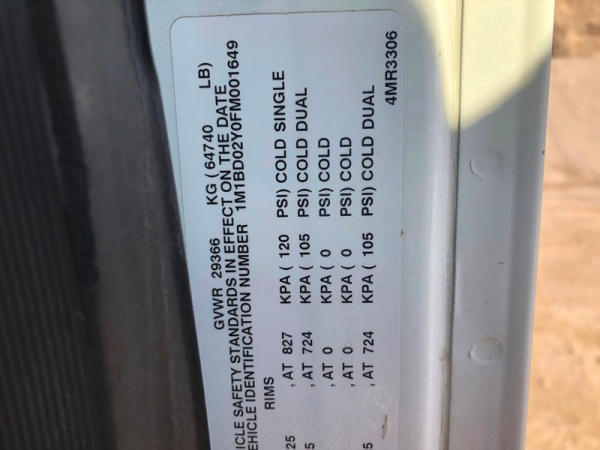 GVWR 29366 KG ( 64740 LB)
ICLE SAFETY STANDARDS IN EFFECT ON THE DATE
EHICLE IDENTIFICATION NUMBER 1M1BD02Y0FM001649
RIMS
25 , AT 827 KPA ( 120 PSI) COLD SINGLE
5 , AT 724 KPA ( 105 PSI) COLD DUAL
, AT 0 KPA ( 0 PSI) COLD
, AT 0 KPA ( 0 PSI) COLD
5 , AT 724 KPA ( 105 PSI) COLD DUAL
4MR3306